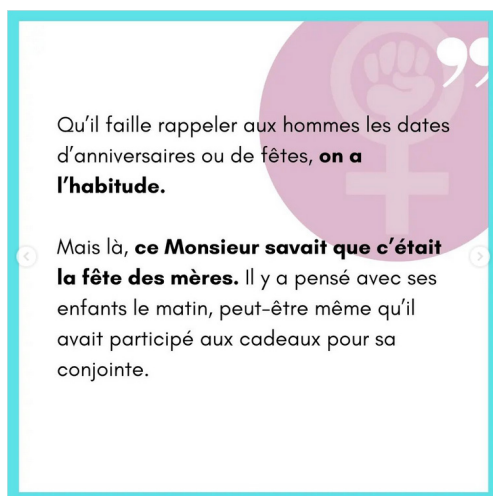 Qu'il faille rappeler aux hommes les dates
d'anniversaires ou de fêtes, on a
l'habitude.
Mais là, ce Monsieur savait que c'était
la fête des mères. Il y a pensé avec ses
enfants le matin, peut-être même qu'il
avait participé aux cadeaux pour sa
conjointe.